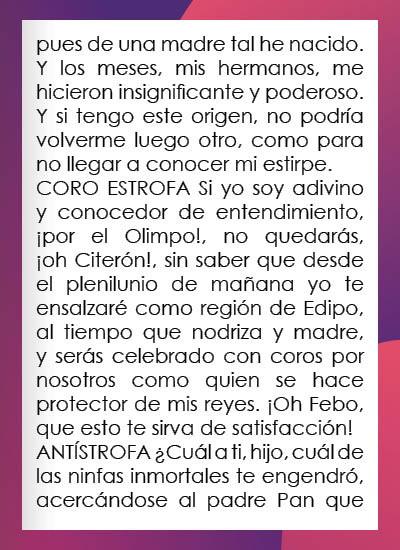 pues de una madre tal he nacido.
Y los meses, mis hermanos, me
hicieron insignificante y poderoso.
Y si tengo este origen, no podría
volverme luego otro, como para
no llegar a conocer mi estirpe.
CORO ESTROFA Si yo soy adivino
y conocedor de entendimiento,
¡por el Olimpo!, no quedarás,
¡oh Citerón!, sin saber que desde
el plenilunio de mañana yo te
ensalzaré como región de Edipo,
al tiempo que nodriza y madre,
y serás celebrado con coros por
nosotros como quien se hace
protector de mis reyes. ¡Oh Febo,
que esto te sirva de satisfacción!
ANTÍSTROFA ¿Cuál a ti, hijo, cuál de
las ninfas inmortales te engendró,
acercándose al padre Pan que